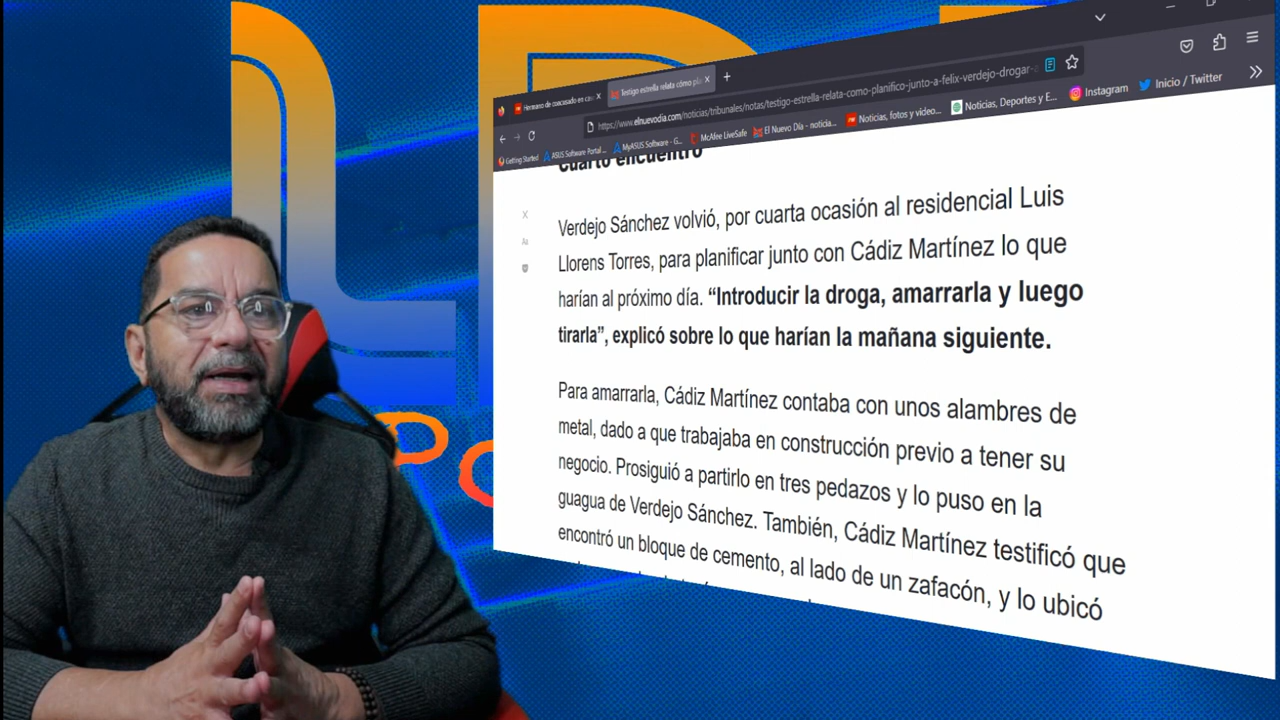 Hermano de coacusado en
Testigo estrella relata cómo
https://www.elnuevodia.com/noticias/tribunales/notas/testigo-estrella-relata-como-planifico-junto-a-felix-verdejo-drogar-
Getting Started ASUS Software Portal ... MyASUS Software - G... McAfee LiveSafe El Nuevo Día - noticia... Noticias, fotos y vídeo... Noticias, Deportes y E... Instagram Inicio / Twitter
Cuarto encuentro
Verdejo Sánchez volvió, por cuarta ocasión al residencial Luis
Llorens Torres, para planificar junto con Cádiz Martínez lo que
harían al próximo día. “Introducir la droga, amarrarla y luego
tirarla”, explicó sobre lo que harían la mañana siguiente.
Para amarrarla, Cádiz Martínez contaba con unos alambres de
metal, dado a que trabajaba en construcción previo a tener su
negocio. Prosiguió a partirlo en tres pedazos y lo puso en la
guagua de Verdejo Sánchez. También, Cádiz Martínez testificó que
encontró un bloque de cemento, al lado de un zafacón, y lo ubicó